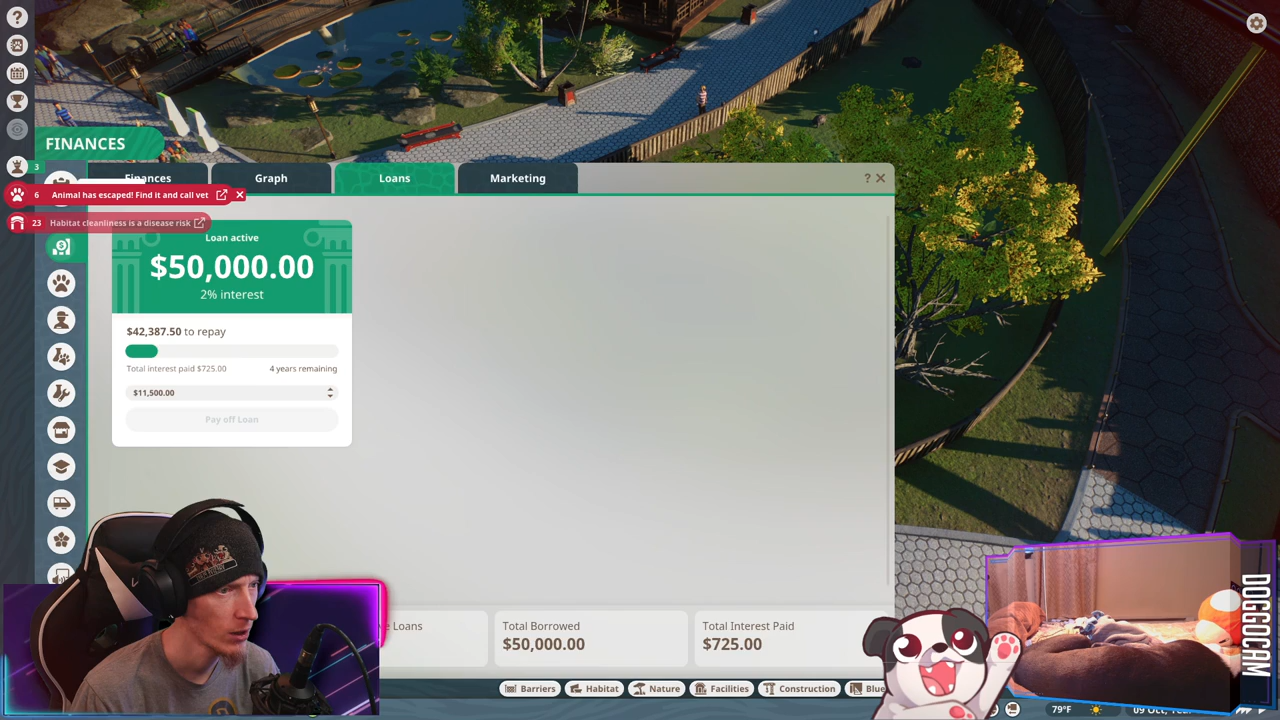 FINANCES
Finances
Graph
Loans
Marketing
? ✕
3
6 Animal has escaped! Find it and call vet
23 Habitat cleanliness is a disease risk
Loan active
$50,000.00
2% interest
$42,387.50 to repay
Total interest paid $725.00
4 years remaining
$11,500.00
Pay off Loan
Loans
Total Borrowed
$50,000.00
Total Interest Paid
$725.00
Barriers
Habitat
Nature
Facilities
Construction
Blue
79°F
09 Oct,
DOGGOCAM